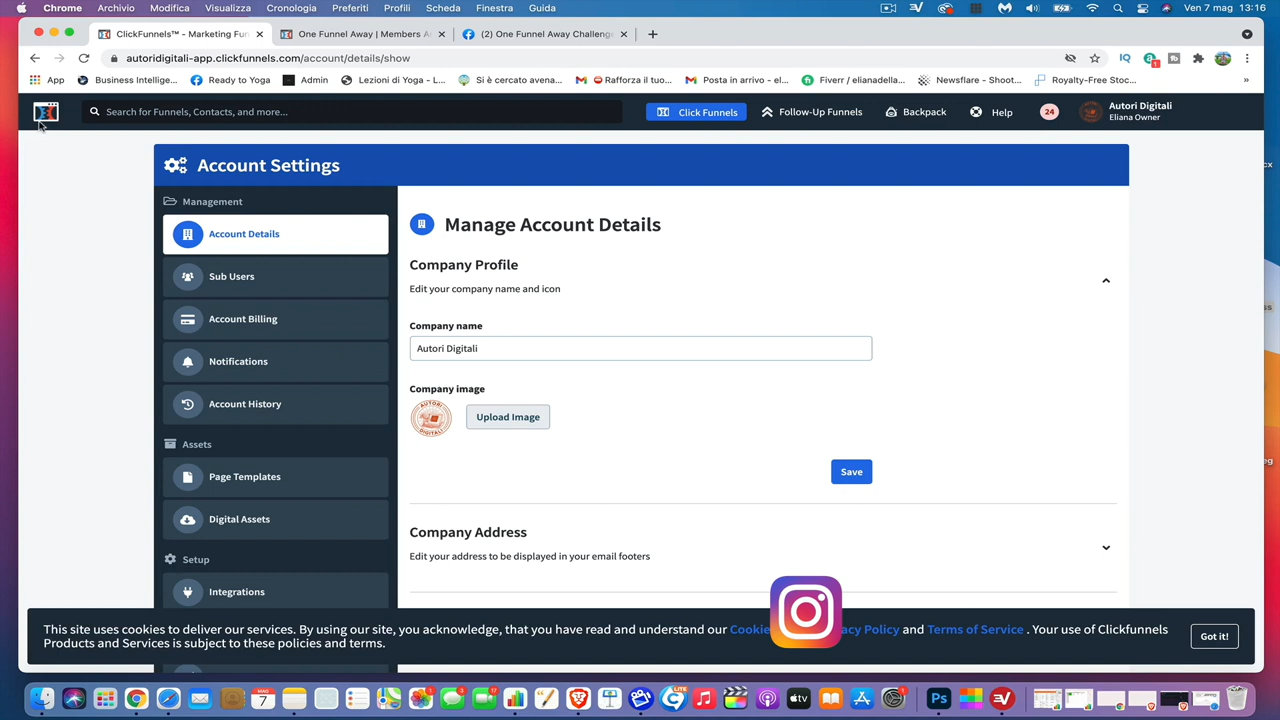 Chrome Archivio Modifica Visualizza Cronologia Preferiti Profili Scheda Finestra Guida
Ven 7 mag 13:16
ClickFunnels™ - Marketing Fun
One Funnel Away | Members A
(2) One Funnel Away Challenge
autoridigitali-app.clickfunnels.com/account/details/show
App
Business Intellige...
Ready to Yoga
Admin
Lezioni di Yoga - L...
Si è cercato avena...
Rafforza il tuo...
Posta in arrivo - el...
Fiverr / elianadella...
Newsflare - Shoot...
Royalty-Free Stoc...
»
Search for Funnels, Contacts, and more...
Click Funnels
Follow-Up Funnels
Backpack
Help
24
Autori Digitali
Eliana Owner
Account Settings
Management
Account Details
Sub Users
Account Billing
Notifications
Account History
Assets
Page Templates
Digital Assets
Setup
Integrations
Manage Account Details
Company Profile
Edit your company name and icon
Company name
Autori Digitali
Company image
AUTORI
DIGITALI
Upload Image
Save
Company Address
Edit your address to be displayed in your email footers
This site uses cookies to deliver our services. By using our site, you acknowledge, that you have read and understand our Cookie acy Policy and Terms of Service . Your use of Clickfunnels
Products and Services is subject to these policies and terms.
Got it!